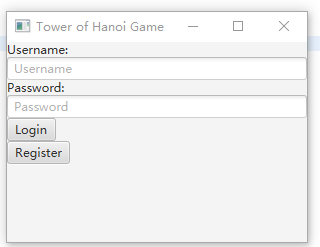 Tower of Hanoi Game
Username:
Username
Password:
Password
Login
Register